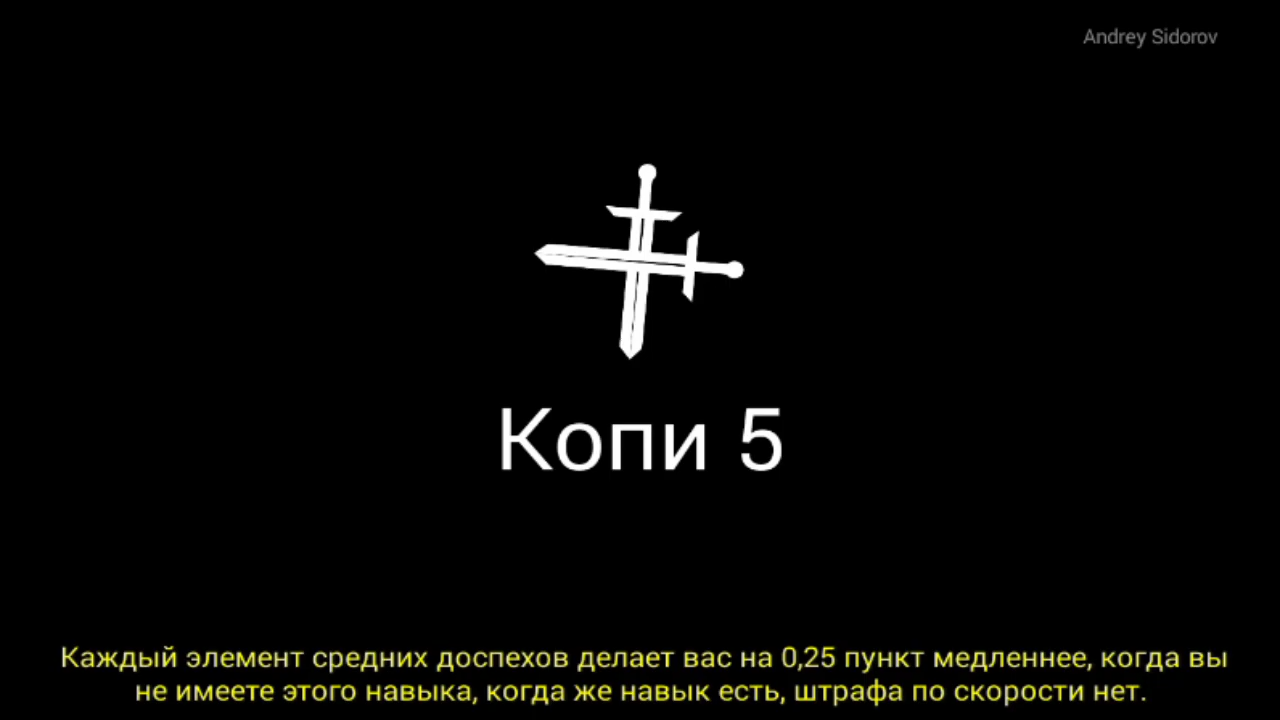 Andrey Sidorov
Копи 5
Каждый элемент средних доспехов делает вас на 0,25 пункт медленнее, когда вы
не имеете этого навыка, когда же навык есть, штрафа по скорости нет.